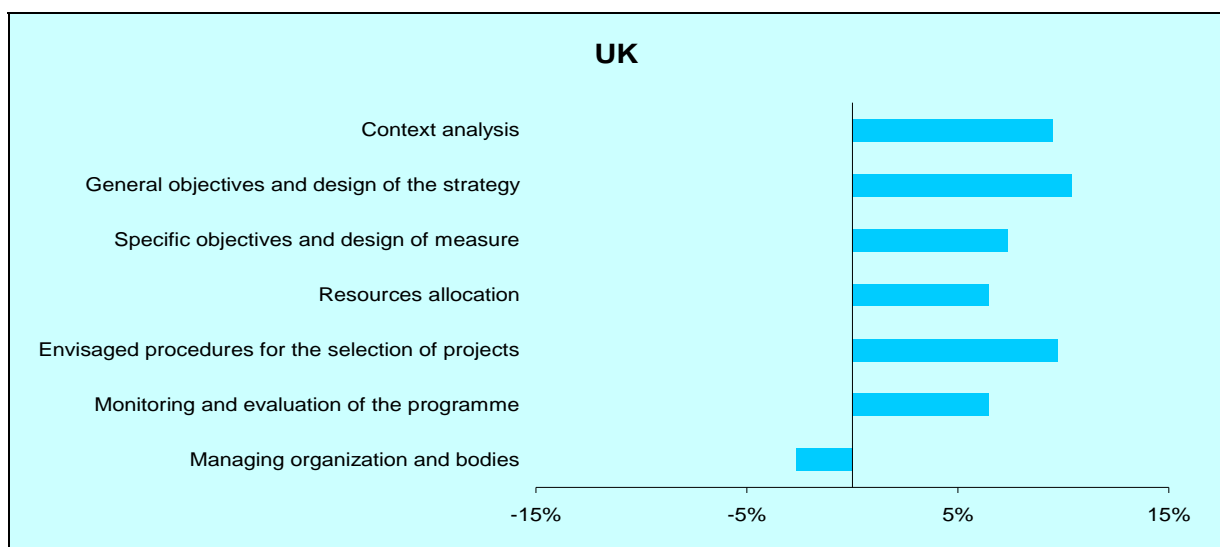 UK
Context analysis
General objectives and design of the strategy
Specific objectives and design of measure
Resources allocation
Envisaged procedures for the selection of projects
Monitoring and evaluation of the programme
Managing organization and bodies
-15% -5% 5% 15%